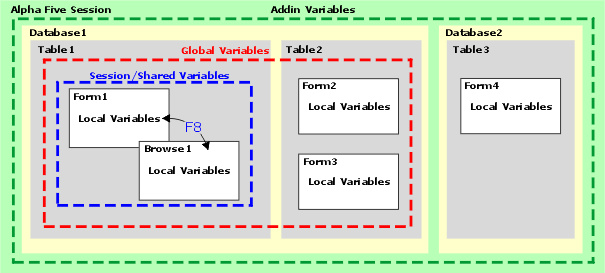 Alpha Five Session
Addin Variables
Database1
Database2
Table1
Global Variables
Table2
Table3
Session/Shared Variables
Form1
Local Variables
F8
Browse1
Local Variables
Form2
Local Variables
Form3
Local Variables
Form4
Local Variables